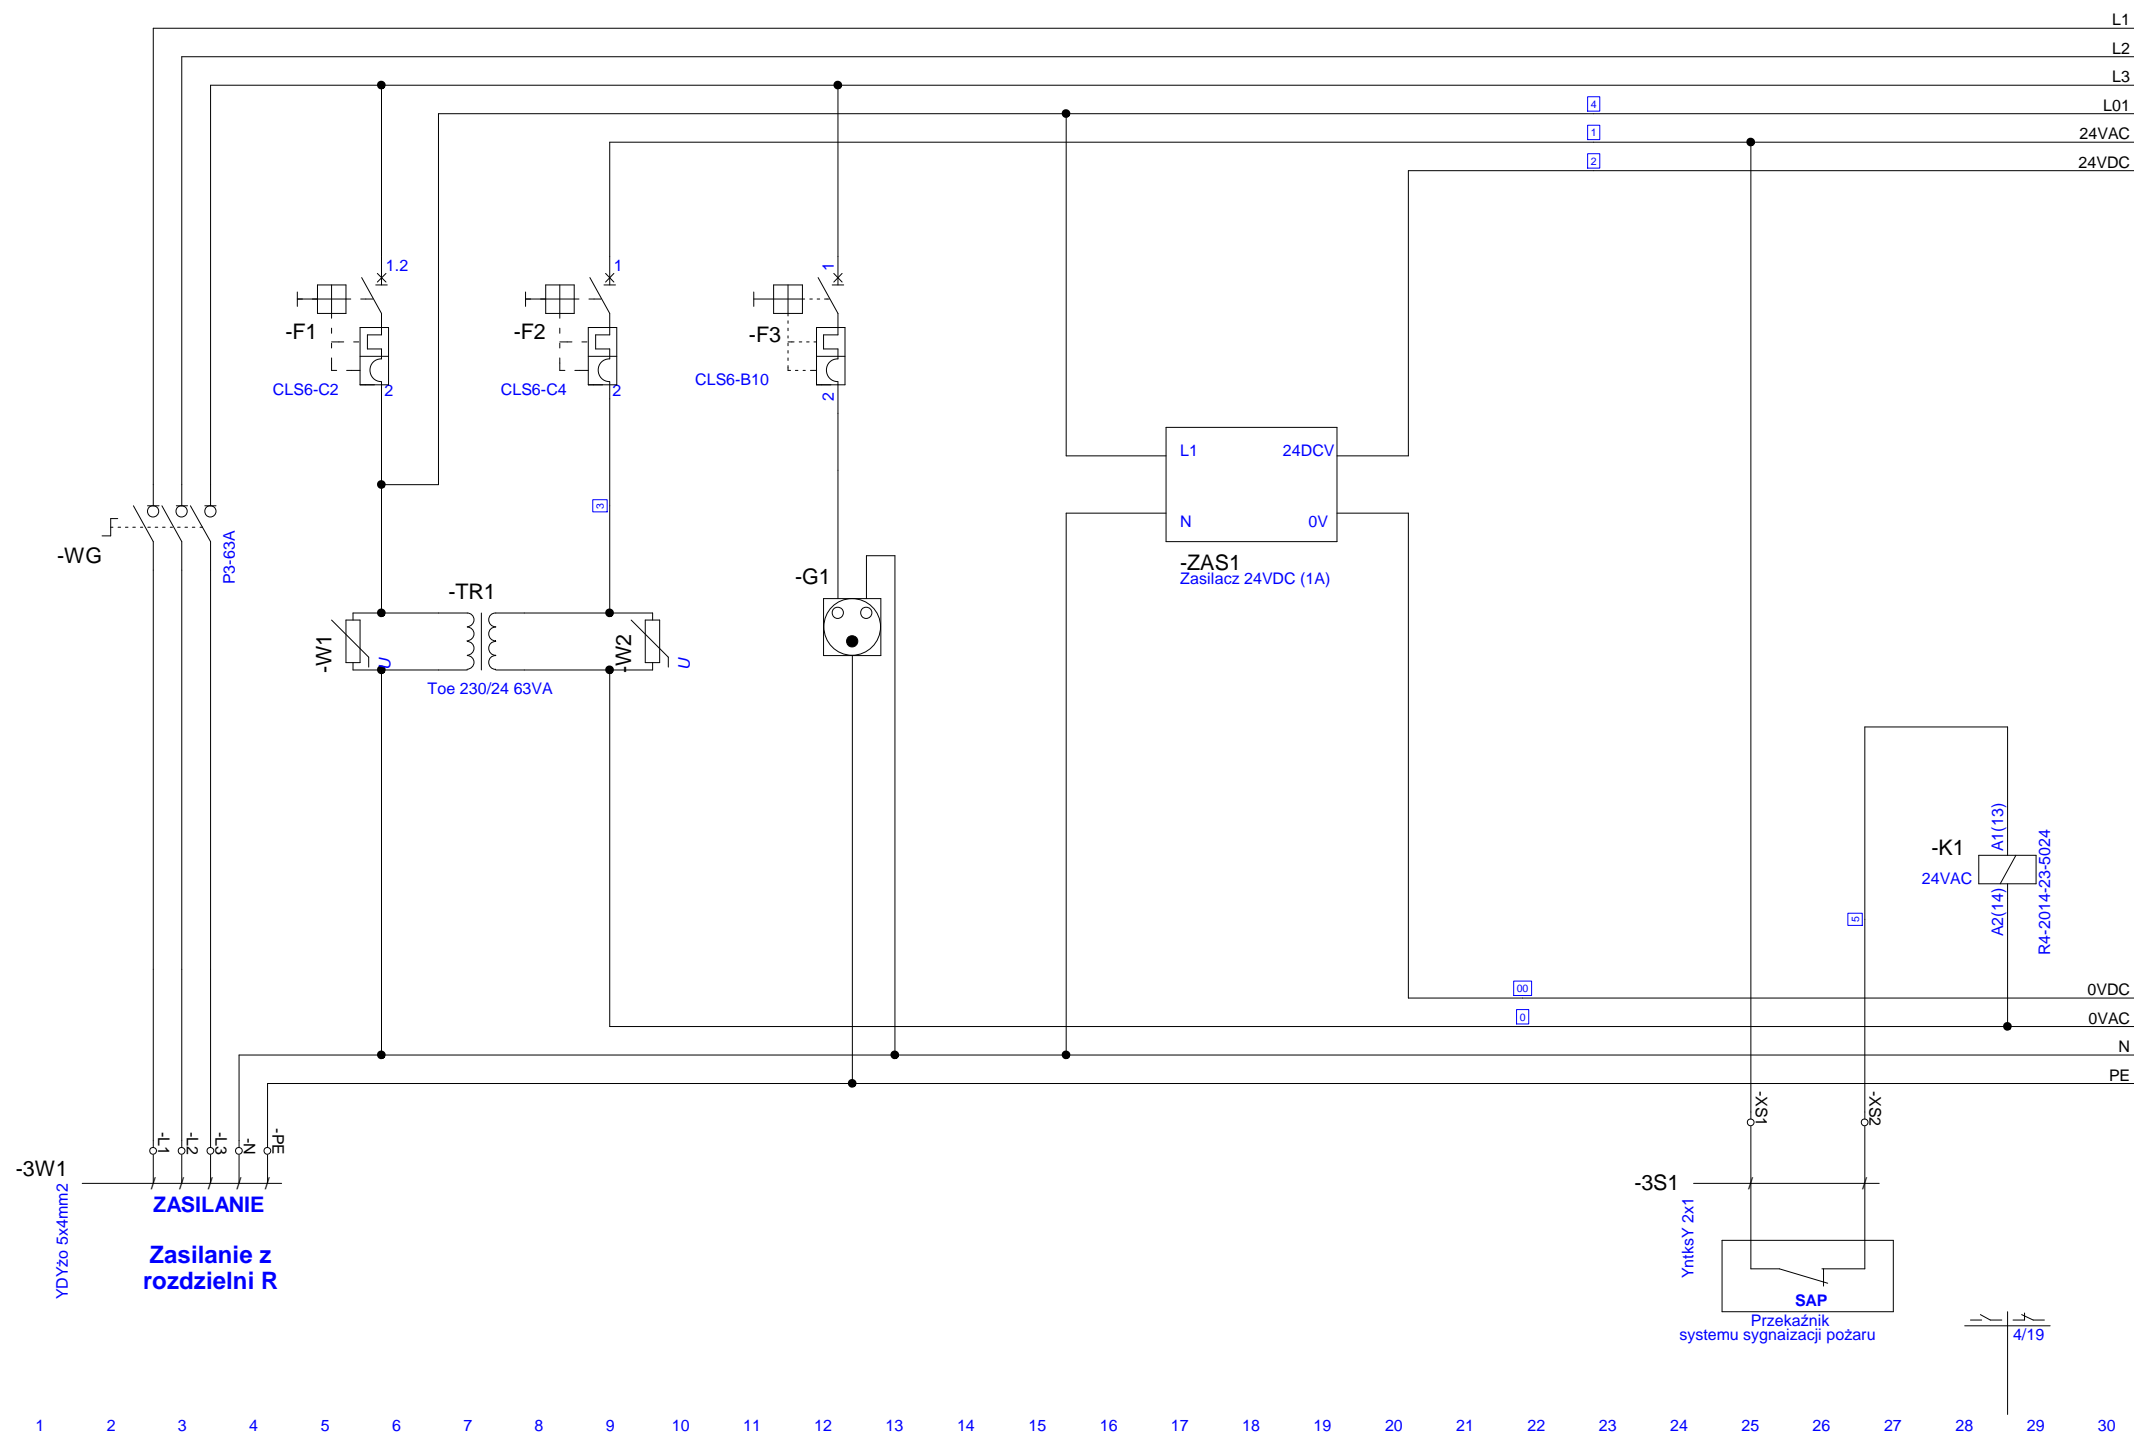 L1
L2
L3
4
L01
1
24VAC
2
24VDC
1.2
1
1
-F1
-F2
-F3
CLS6-C2
2
CLS6-C4
2
CLS6-B10
2
L1
24DCV
3
N
0V
-WG
P3-63A
-ZAS1
Zasilacz 24VDC (1A)
-G1
-TR1
-W1
U
-W2
U
Toe 230/24 63VA
A1(13)
-K1
24VAC
A2(14)
R4-2014-23-5024
5
00
0VDC
0
0VAC
N
PE
-XS1
-XS2
-L1
-L2
-L3
-N
-PE
-3W1
YDYżo 5x4mm2
ZASILANIE
Zasilanie z
rozdzielni R
-3S1
YntksY 2x1
SAP
Przekaźnik
systemu sygnaizacji pożaru
4/19
1 2 3 4 5 6 7 8 9 10 11 12 13 14 15 16 17 18 19 20 21 22 23 24 25 26 27 28 29 30